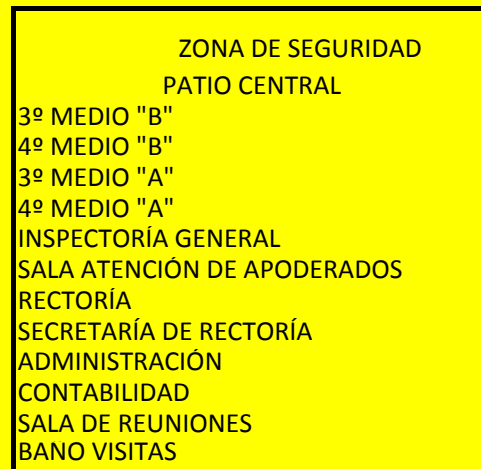 ZONA DE SEGURIDAD
PATIO CENTRAL
3º MEDIO "B"
4º MEDIO "B"
3º MEDIO "A"
4º MEDIO "A"
INSPECTORÍA GENERAL
SALA ATENCIÓN DE APODERADOS
RECTORÍA
SECRETARÍA DE RECTORÍA
ADMINISTRACIÓN
CONTABILIDAD
SALA DE REUNIONES
BAÑO VISITAS